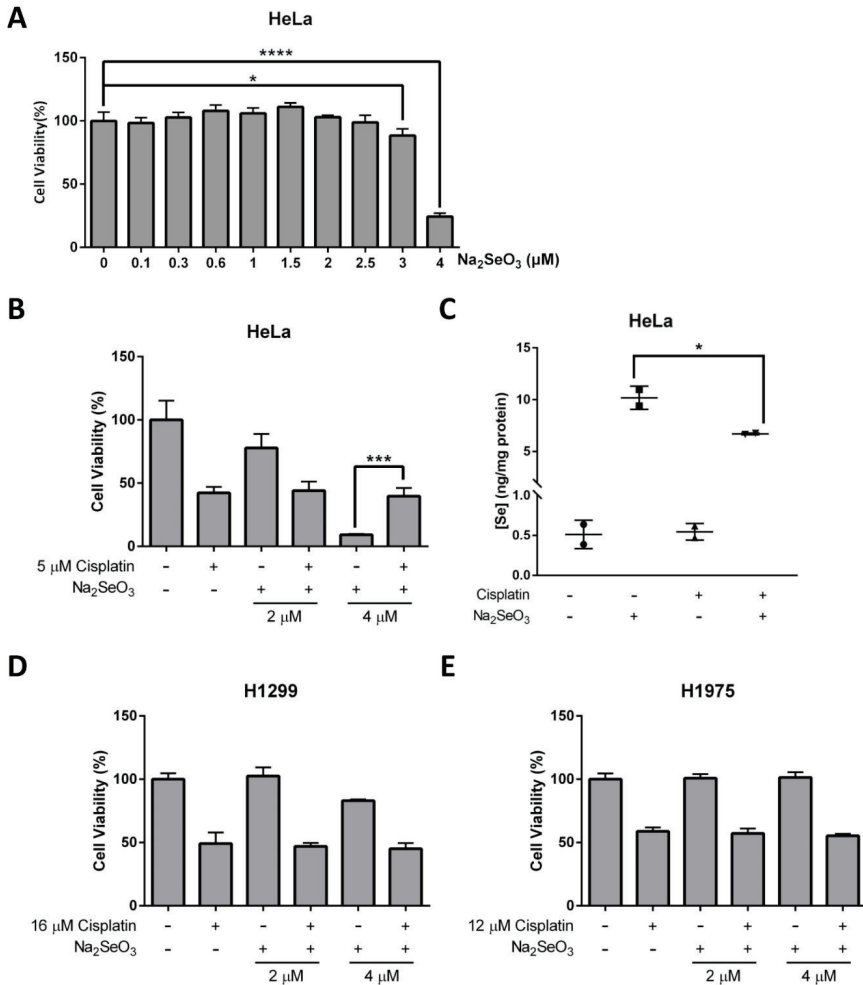 A
HeLa
****
*
Cell Viability(%)
150
100
50
0
0 0.1 0.3 0.6 1 1.5 2 2.5 3 4 Na₂SeO₃ (µM)
B
HeLa
***
Cell Viability (%)
150
100
50
0
5 µM Cisplatin - + - + - +
Na₂SeO₃ - - + + + +
2 µM 4 µM
C
HeLa
*
[Se] (ng/mg protein)
15
10
5
1.0
0.5
0.0
Cisplatin - - + +
Na₂SeO₃ - + - +
D
H1299
Cell Viability (%)
150
100
50
0
16 µM Cisplatin - + - + - +
Na₂SeO₃ - - + + + +
2 µM 4 µM
E
H1975
Cell Viability (%)
150
100
50
0
12 µM Cisplatin - + - + - +
Na₂SeO₃ - - + + + +
2 µM 4 µM